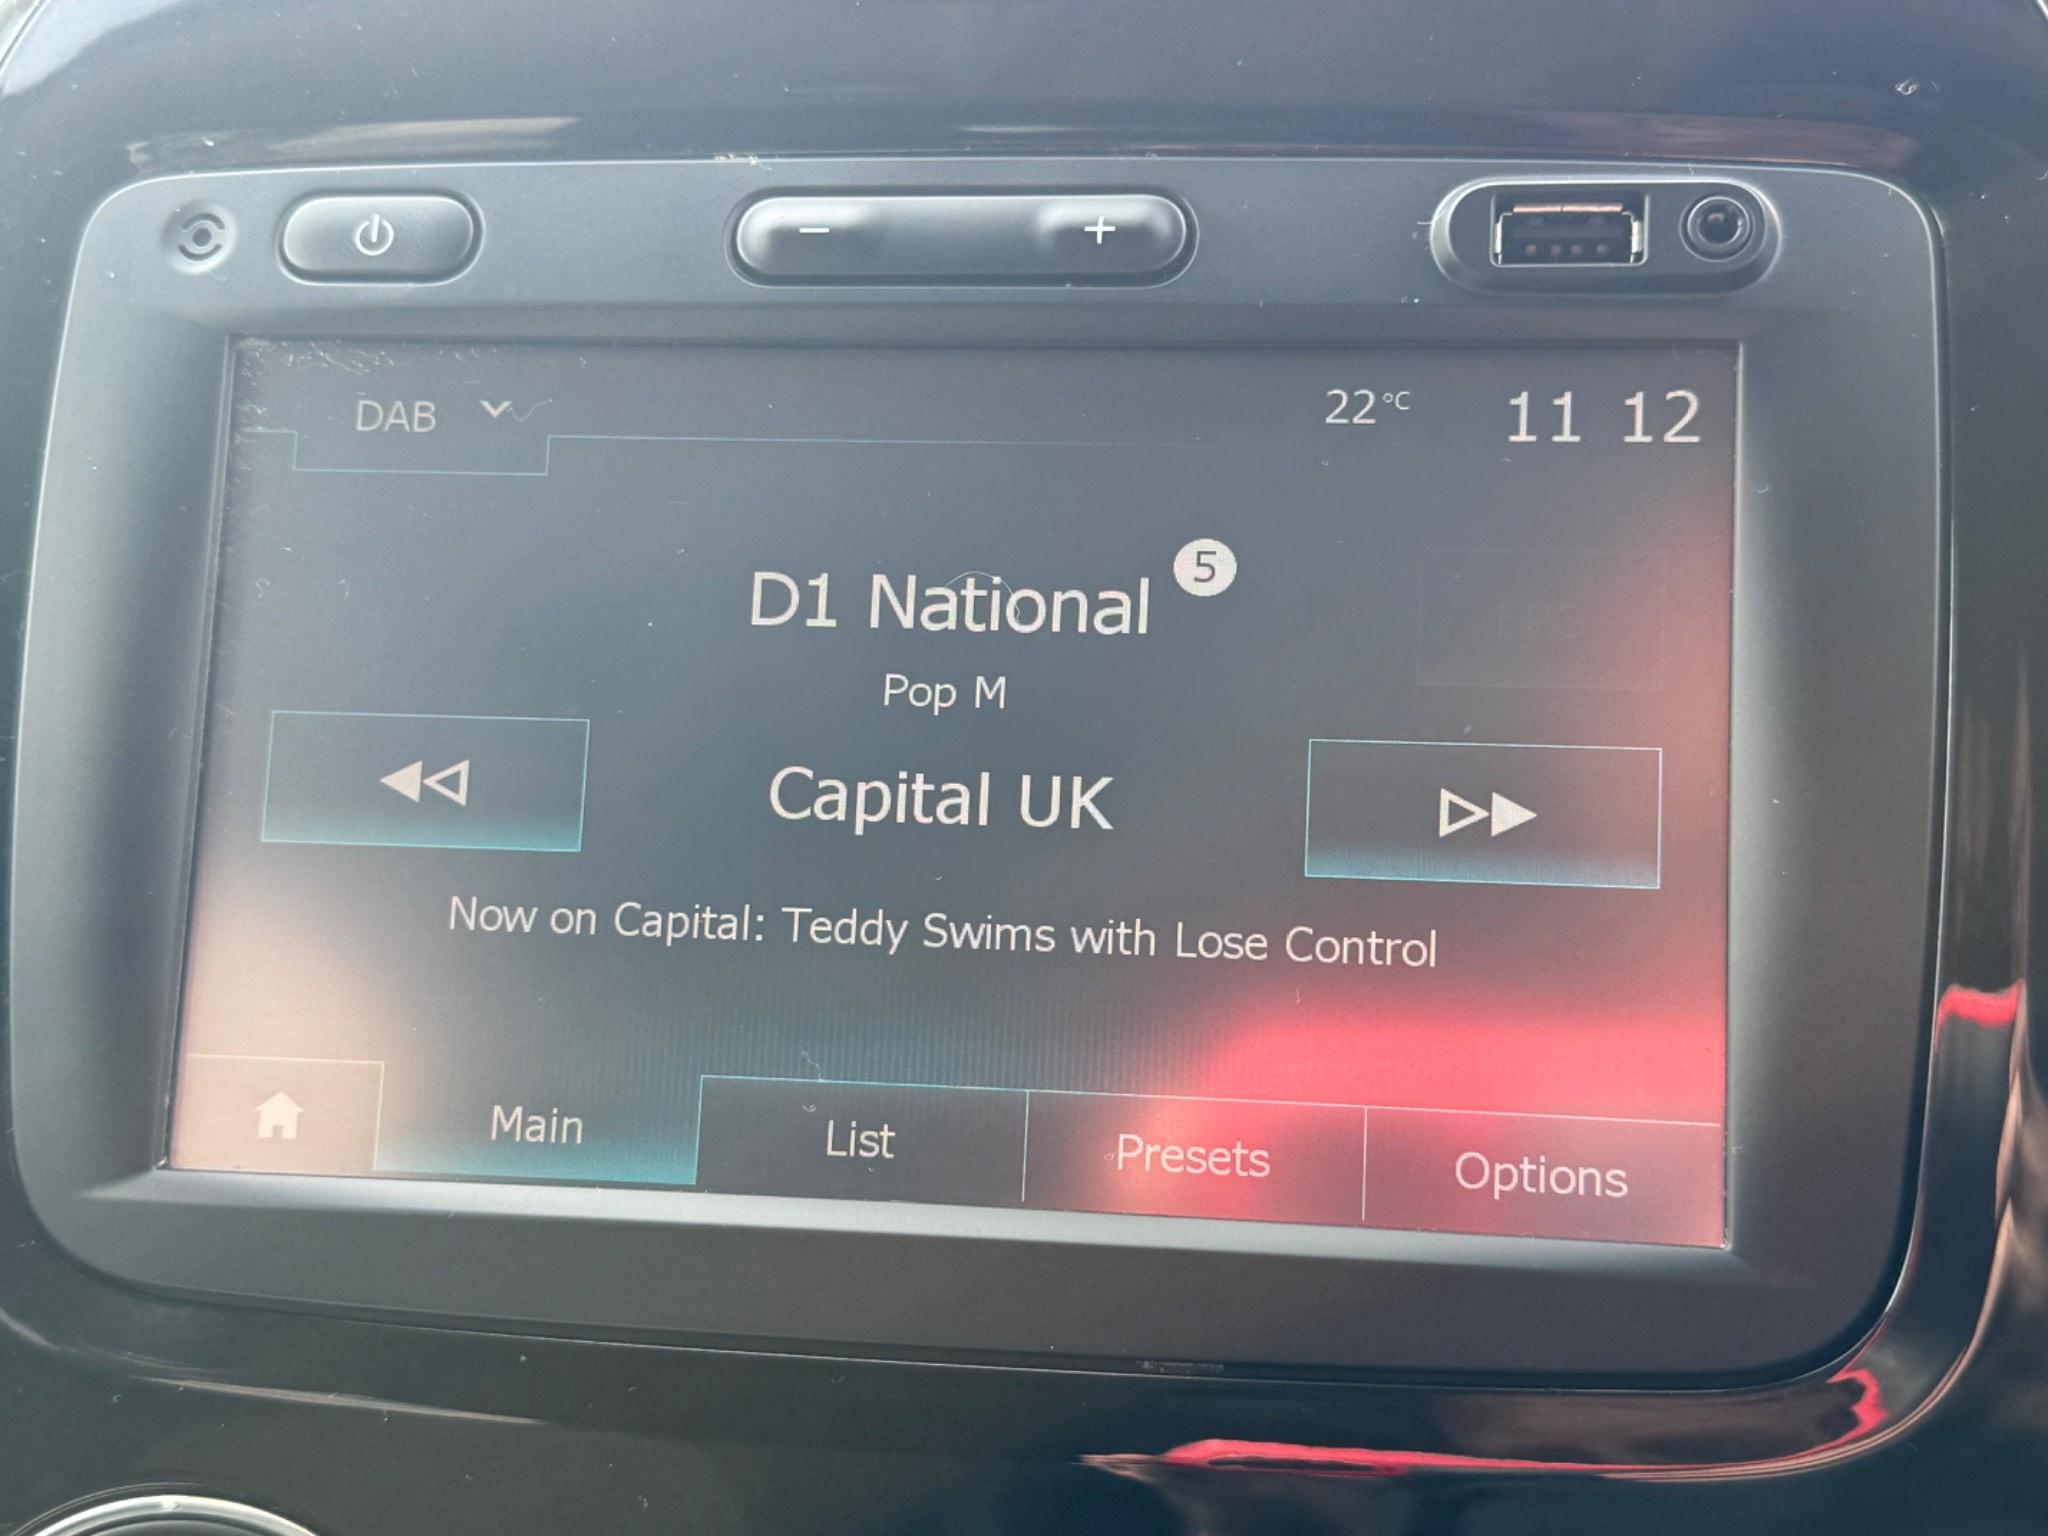 DAB
22°C
11 12
D1 National 5
Pop M
Capital UK
Now on Capital: Teddy Swims with Lose Control
Main
List
Presets
Options